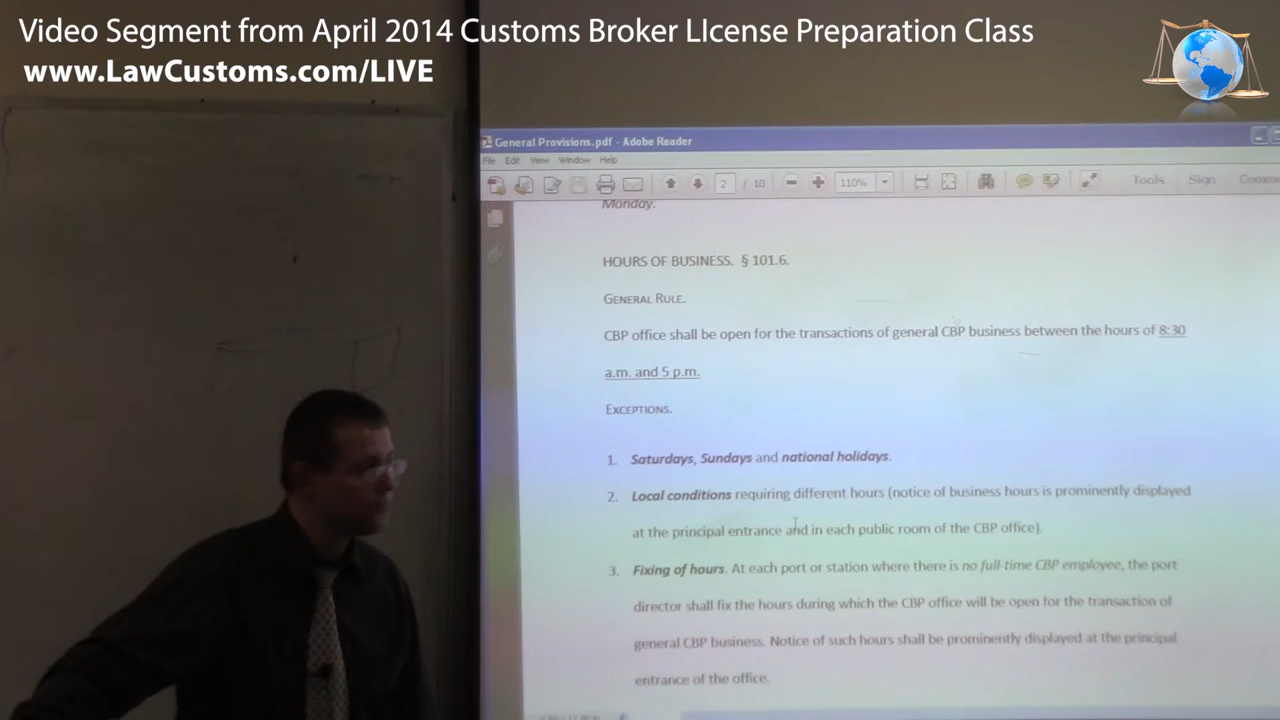 Video Segment from April 2014 Customs Broker LIcense Preparation Class
www.LawCustoms.com/LIVE
General Provisions.pdf - Adobe Reader
File Edit View Window Help
2 / 10 110% Tools Sign
Monday.
HOURS OF BUSINESS. § 101.6.
GENERAL RULE.
CBP office shall be open for the transactions of general CBP business between the hours of 8:30
a.m. and 5 p.m.
EXCEPTIONS.
1. Saturdays, Sundays and national holidays.
2. Local conditions requiring different hours (notice of business hours is prominently displayed
at the principal entrance and in each public room of the CBP office).
3. Fixing of hours. At each port or station where there is no full-time CBP employee, the port
director shall fix the hours during which the CBP office will be open for the transaction of
general CBP business. Notice of such hours shall be prominently displayed at the principal
entrance of the office.